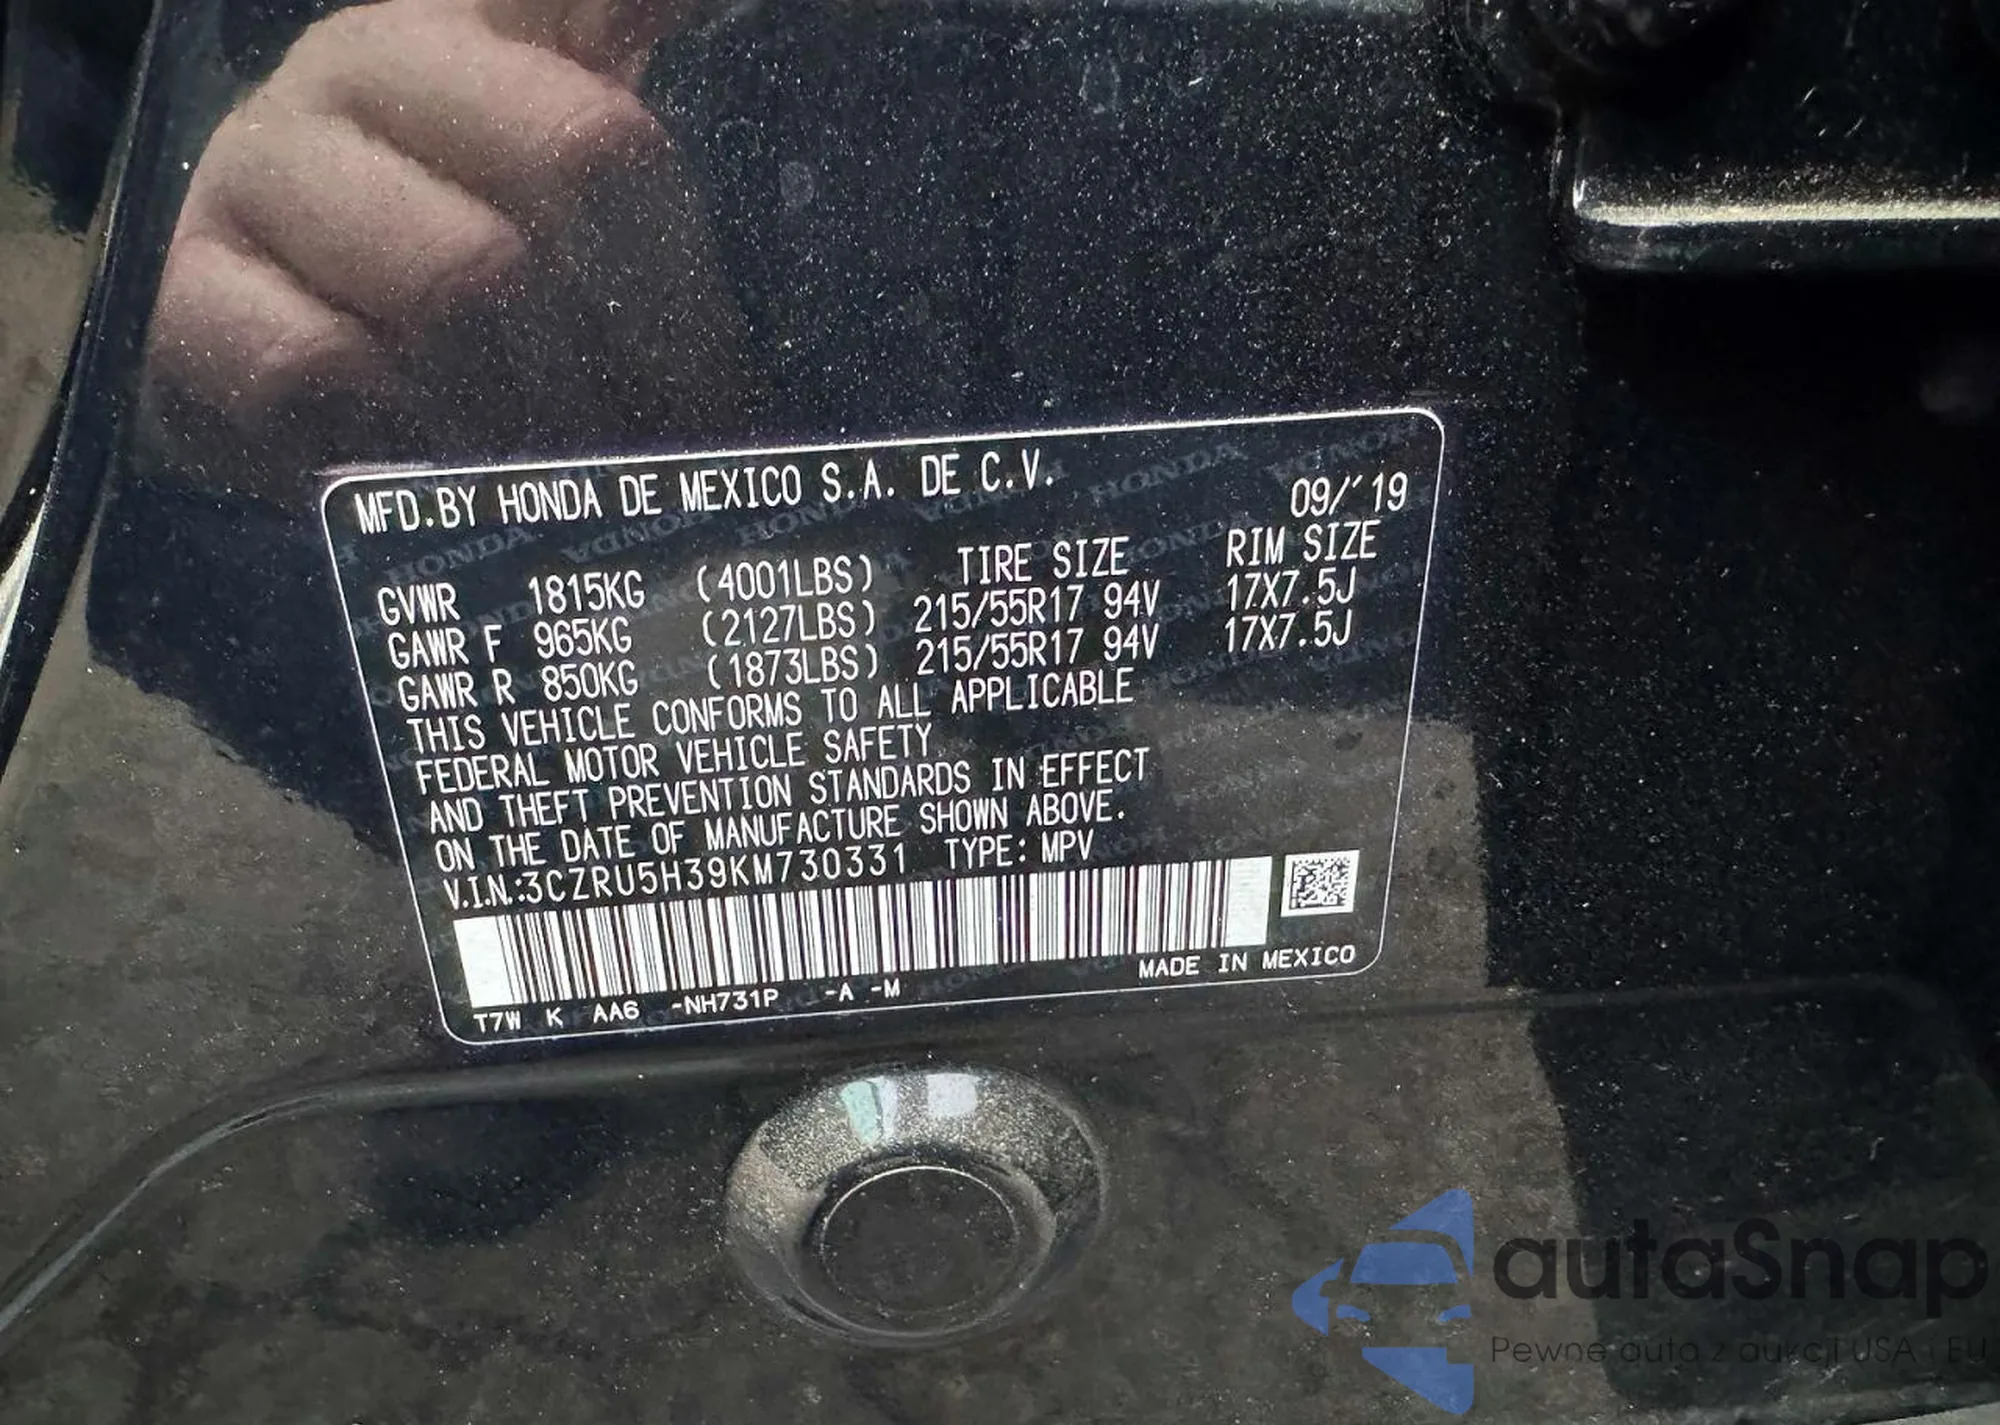 MFD.BY HONDA DE MEXICO S.A. DE C.V.
09/'19
TIRE SIZE RIM SIZE
GVWR 1815KG (4001LBS)
GAWR F 965KG (2127LBS) 215/55R17 94V 17X7.5J
GAWR R 850KG (1873LBS) 215/55R17 94V 17X7.5J
THIS VEHICLE CONFORMS TO ALL APPLICABLE
FEDERAL MOTOR VEHICLE SAFETY
AND THEFT PREVENTION STANDARDS IN EFFECT
ON THE DATE OF MANUFACTURE SHOWN ABOVE.
V.I.N.:3CZRU5H39KM730331 TYPE: MPV
MADE IN MEXICO
T7W K AA6 -NH731P -A -M
autaSnap
Pewne auta z aukcji USA i EU